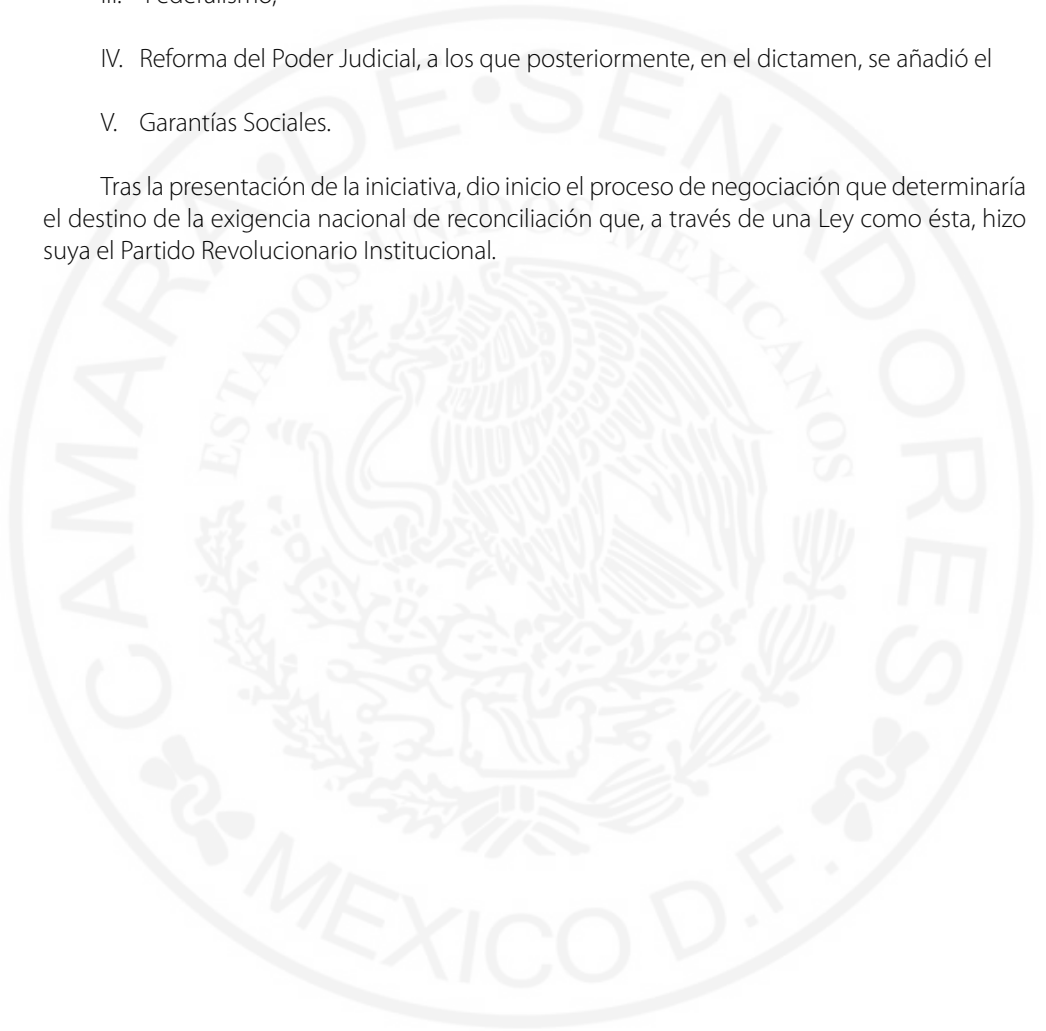 III. Federalismo,
IV. Reforma del Poder Judicial, a los que posteriormente, en el dictamen, se añadió el
V. Garantías Sociales.
Tras la presentación de la iniciativa, dio inicio el proceso de negociación que determinaría
el destino de la exigencia nacional de reconciliación que, a través de una Ley como ésta, hizo
suya el Partido Revolucionario Institucional.
CAMARA•DE•SENADORES
ESTADOS UNIDOS MEXICANOS
MEXICO D.F.